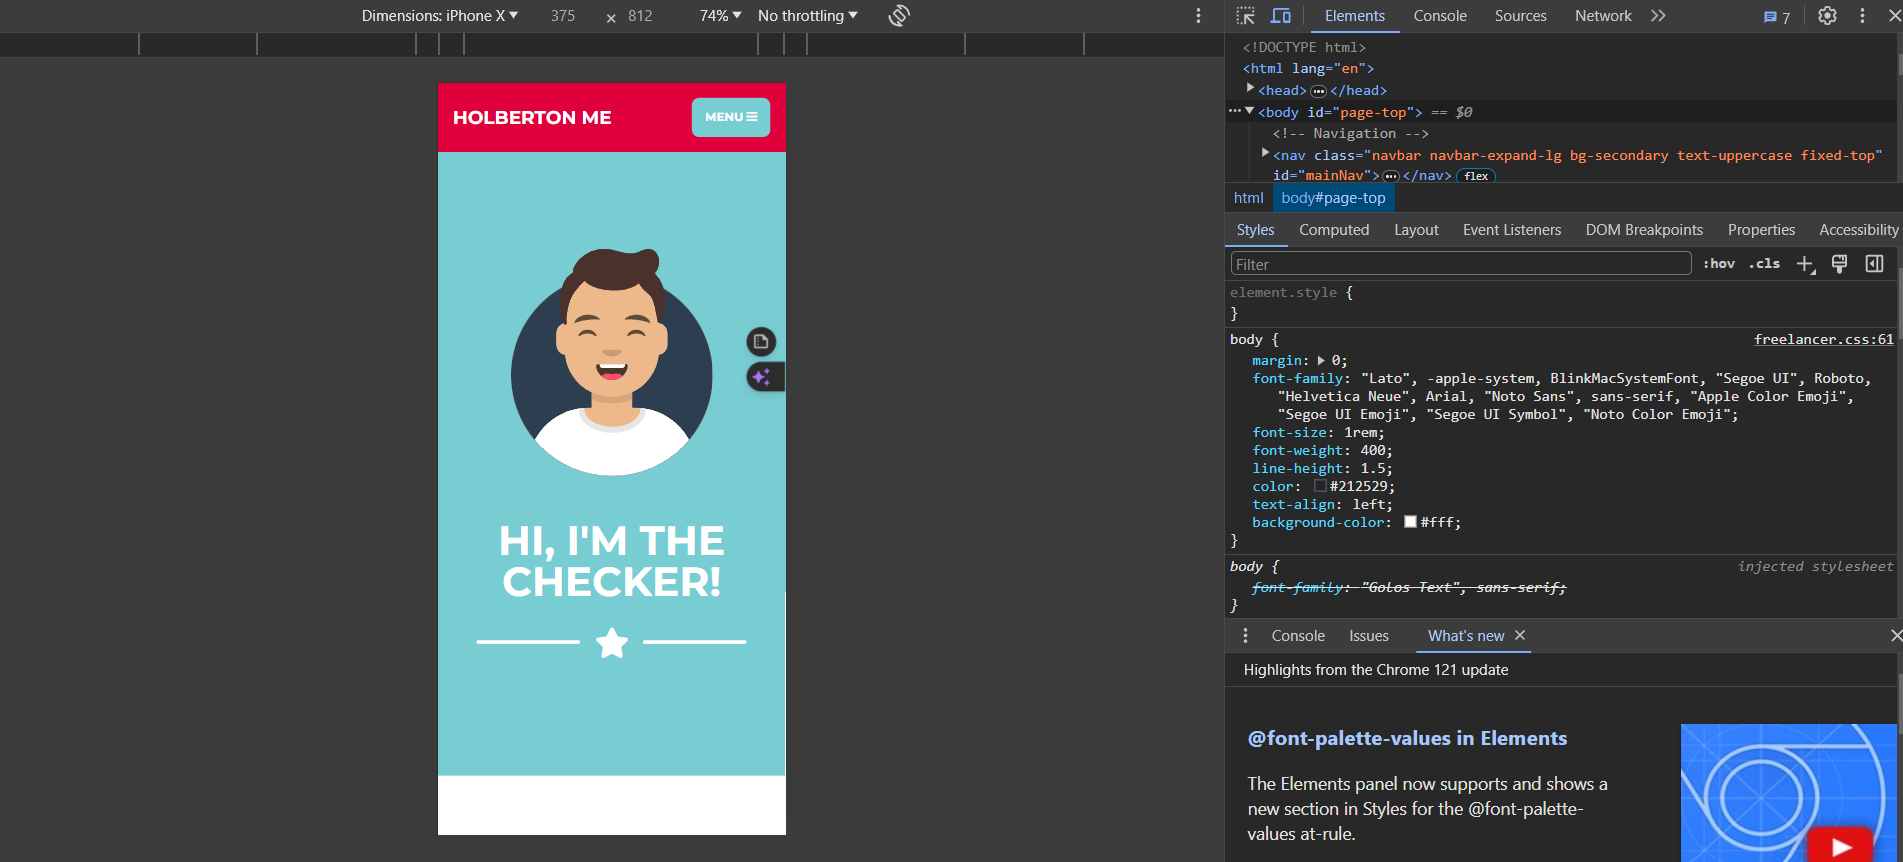 Dimensions: iPhone X 375 × 812 74% No throttling
HOLBERTON ME
MENU
HI, I'M THE
CHECKER!
Elements Console Sources Network 7
<!DOCTYPE html>
<html lang="en">
<head> </head>
<body id="page-top"> == $0
<!-- Navigation -->
<nav class="navbar navbar-expand-lg bg-secondary text-uppercase fixed-top"
id="mainNav"> </nav> flex
html body#page-top
Styles Computed Layout Event Listeners DOM Breakpoints Properties Accessibility
Filter :hov .cls
element.style {
}
body { freelancer.css:61
margin: 0;
font-family: "Lato", -apple-system, BlinkMacSystemFont, "Segoe UI", Roboto,
"Helvetica Neue", Arial, "Noto Sans", sans-serif, "Apple Color Emoji",
"Segoe UI Emoji", "Segoe UI Symbol", "Noto Color Emoji";
font-size: 1rem;
font-weight: 400;
line-height: 1.5;
color: #212529;
text-align: left;
background-color: #fff;
}
body { injected stylesheet
font-family: "Golos Text", sans-serif;
}
Console Issues What's new
Highlights from the Chrome 121 update
@font-palette-values in Elements
The Elements panel now supports and shows a
new section in Styles for the @font-palette-
values at-rule.